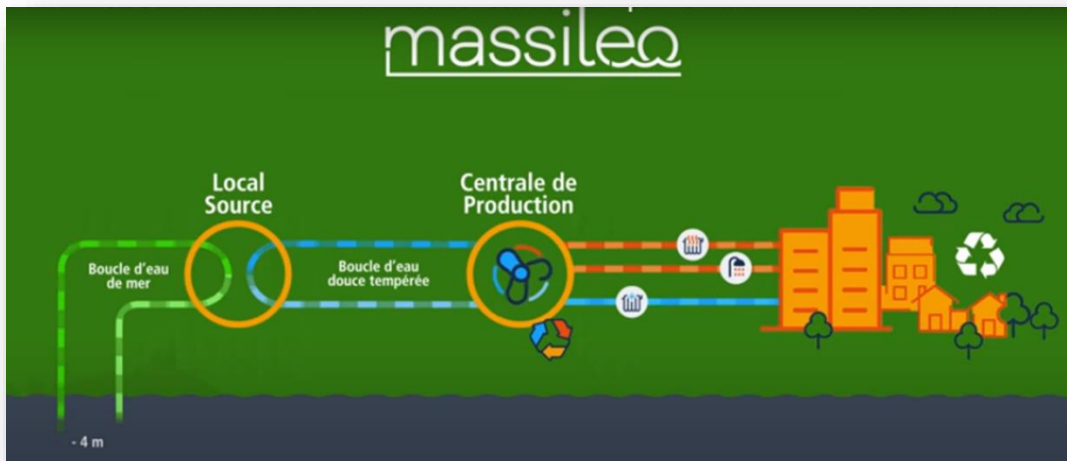 massileo
Local
Source
Centrale de
Production
Boucle d'eau
de mer
Boucle d'eau
douce tempérée
- 4 m